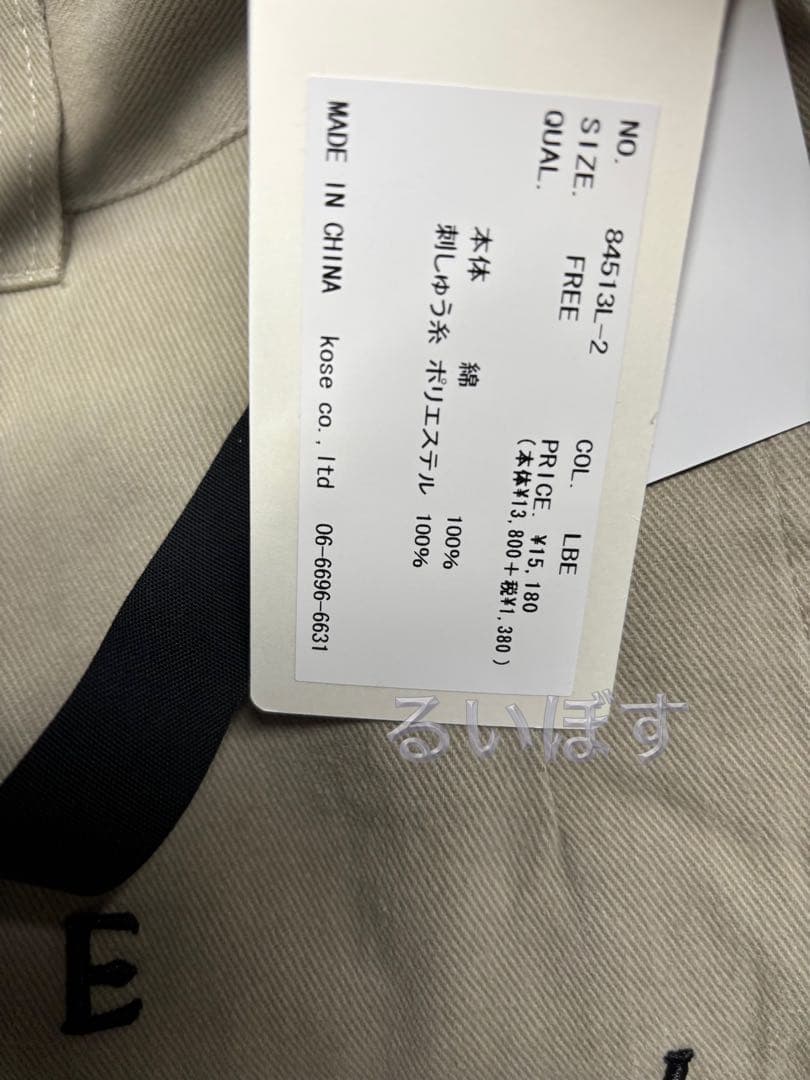 NO. 84513L-2 COL. LBE
SIZE. FREE PRICE. ¥15,180
QUAL. (本体¥13,800+税¥1,380)
本体 綿 100%
刺しゅう糸 ポリエステル 100%
MADE IN CHINA kose co.,ltd 06-6696-6631
るいぼす
E